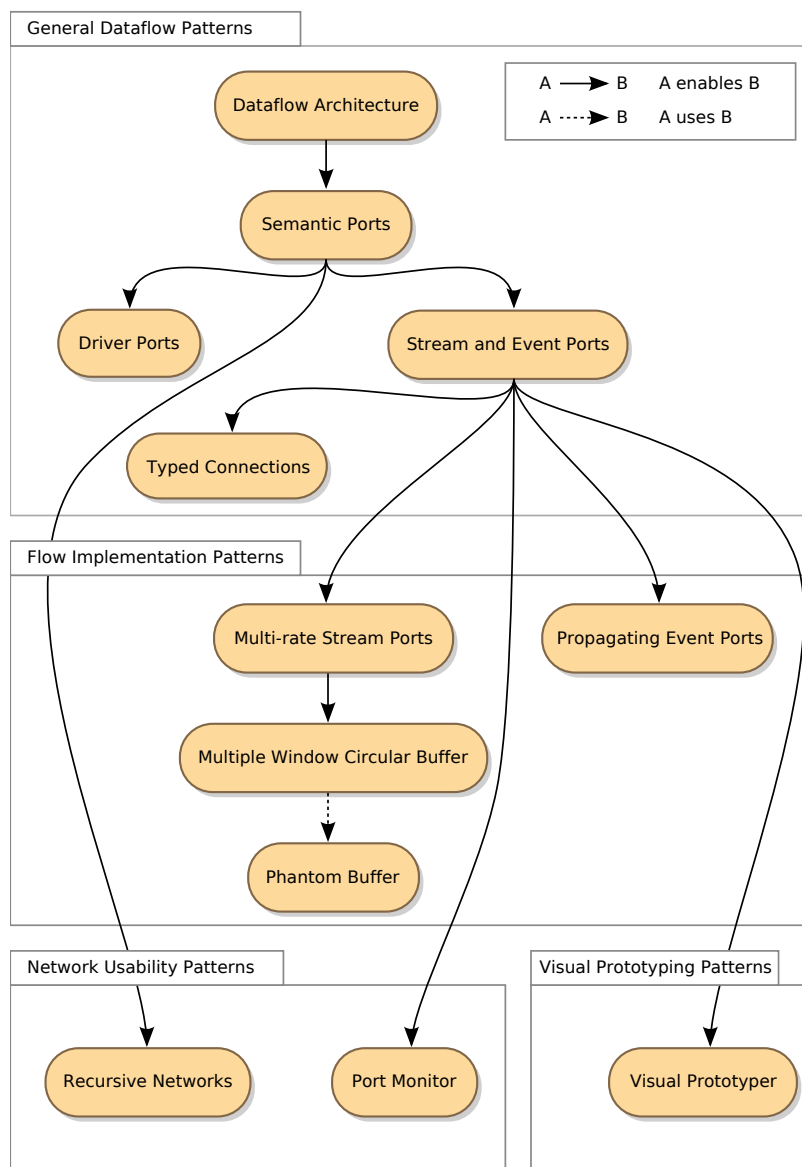 General Dataflow Patterns
A B A enables B
A B A uses B
Dataflow Architecture
Semantic Ports
Driver Ports
Stream and Event Ports
Typed Connections
Flow Implementation Patterns
Multi-rate Stream Ports
Propagating Event Ports
Multiple Window Circular Buffer
Phantom Buffer
Network Usability Patterns
Visual Prototyping Patterns
Recursive Networks
Port Monitor
Visual Prototyper